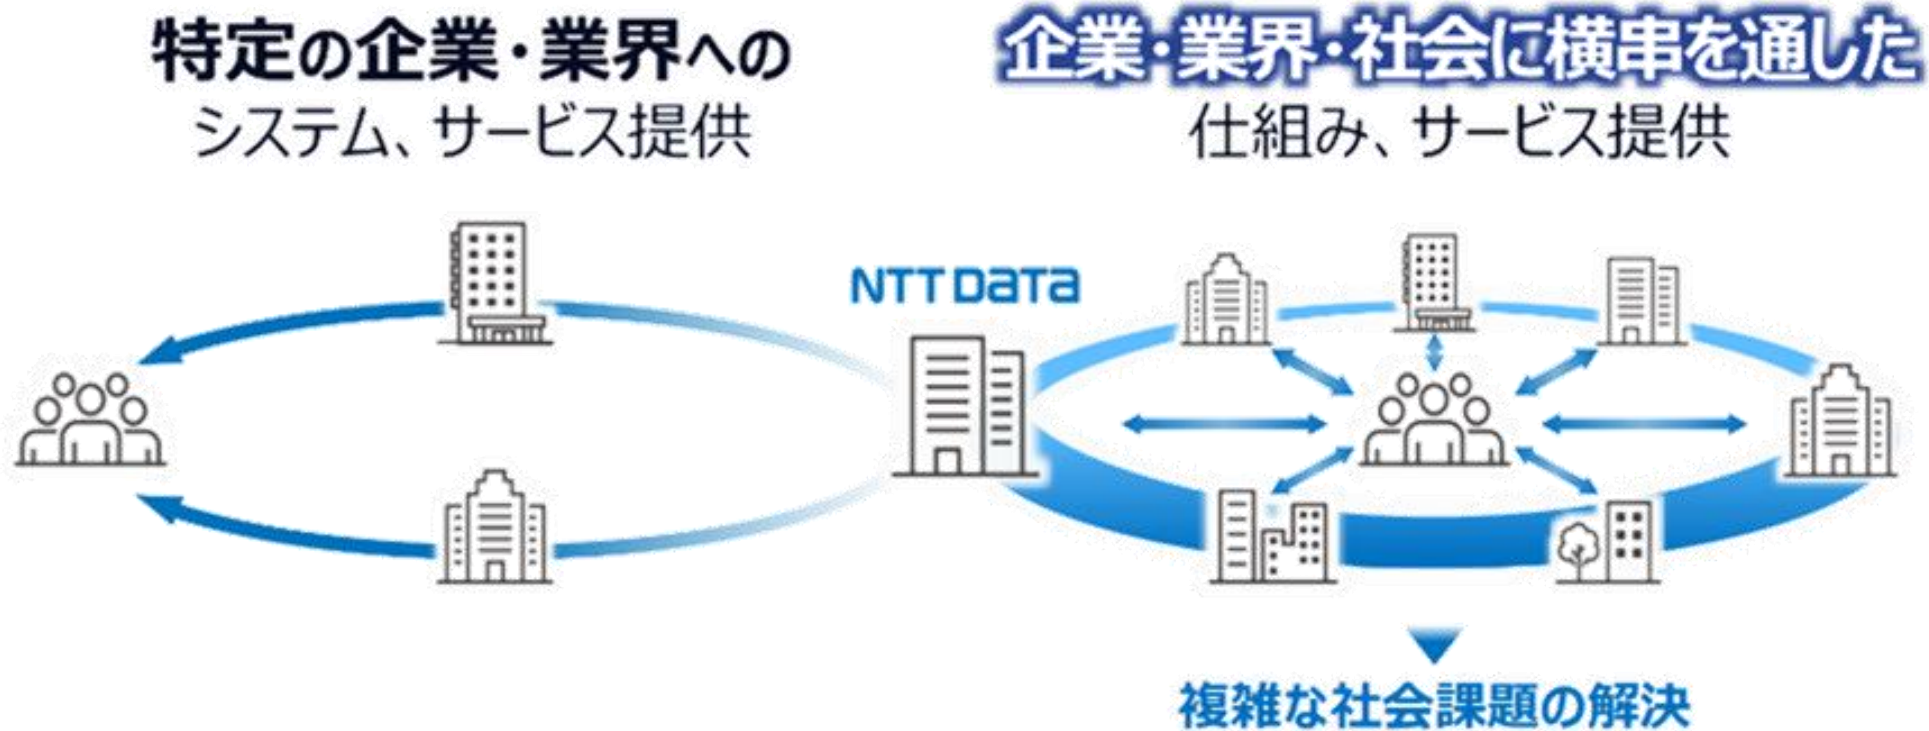 特定の企業・業界への
システム、サービス提供
企業・業界・社会に横串を通した
仕組み、サービス提供
NTT DATA
複雑な社会課題の解決